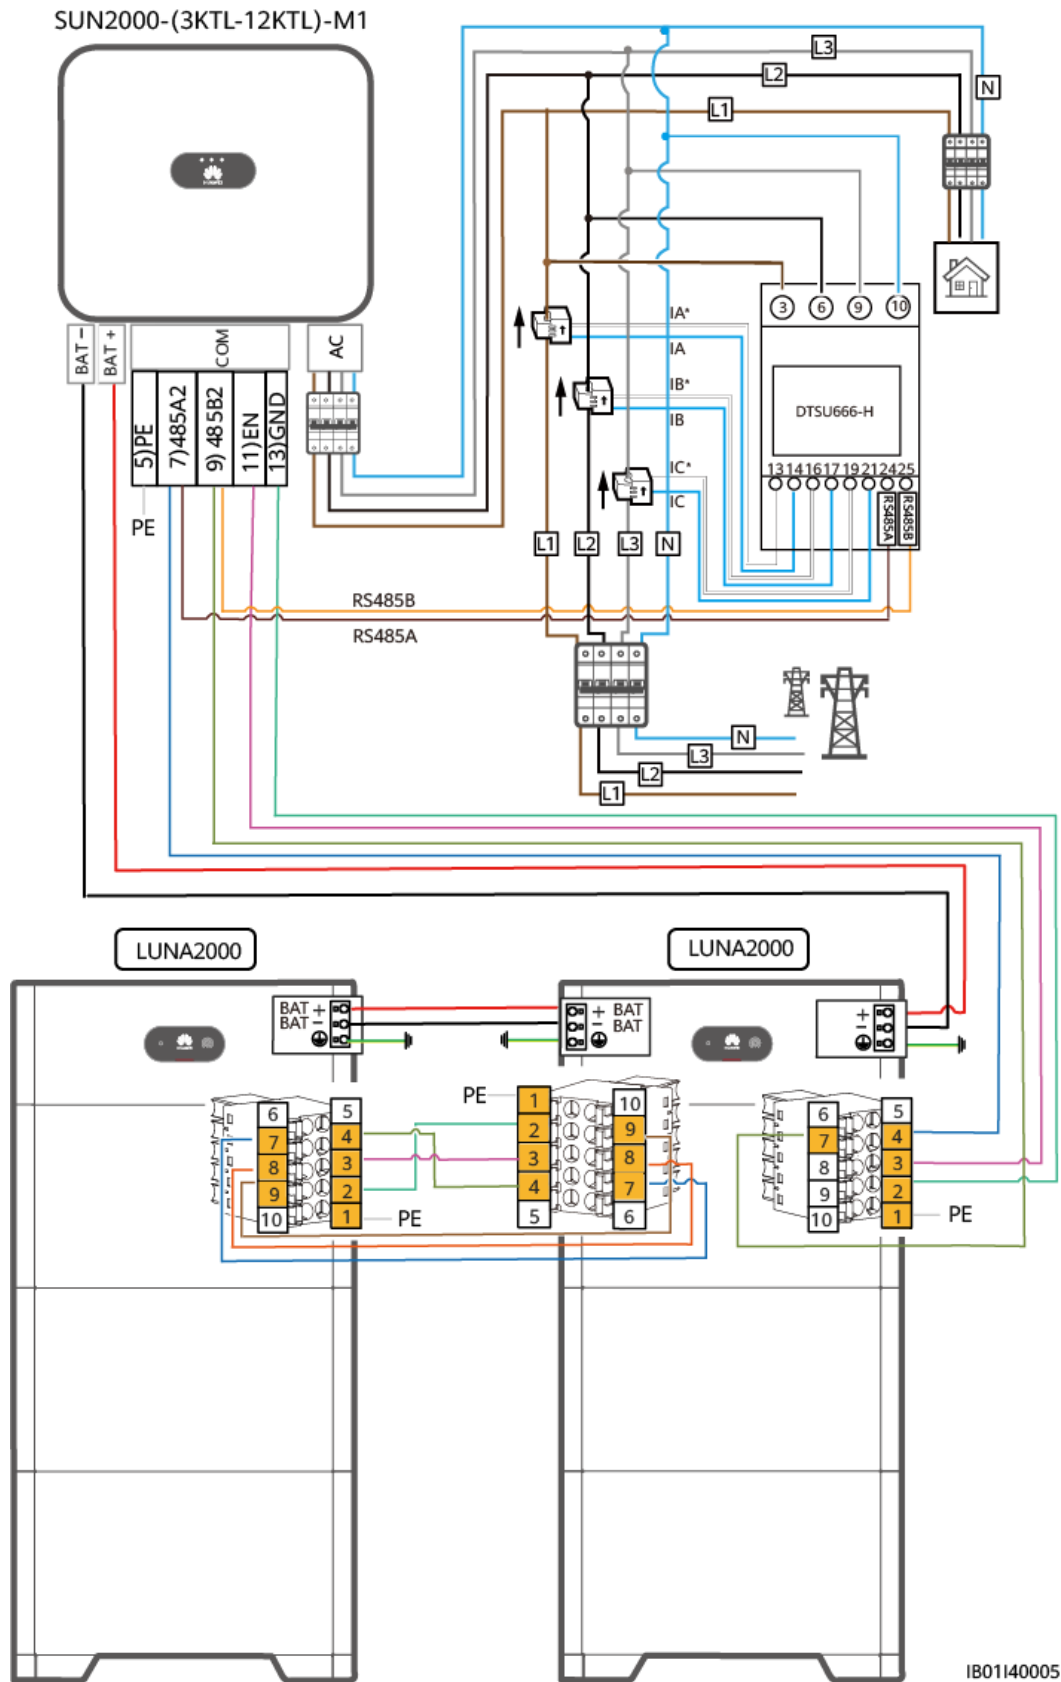 SUN2000-(3KTL-12KTL)-M1
L3
L2
N
L1
3 6 9 10
BAT -
BAT +
COM
AC
5)PE
7)485A2
9) 485B2
11)EN
13)GND
PE
IA*
IA
IB*
IB
IC*
IC
DTSU666-H
13 14 16 17 19 21 24 25
RS485A
RS485B
L1 L2 L3 N
RS485B
RS485A
N
L3
L2
L1
LUNA2000
LUNA2000
BAT +
BAT -
+ BAT
- BAT
+
-
6
7
8
9
10
5
4
3
2
1
PE
PE
1
2
3
4
5
10
9
8
7
6
6
7
8
9
10
5
4
3
2
1
PE
IB01I40005